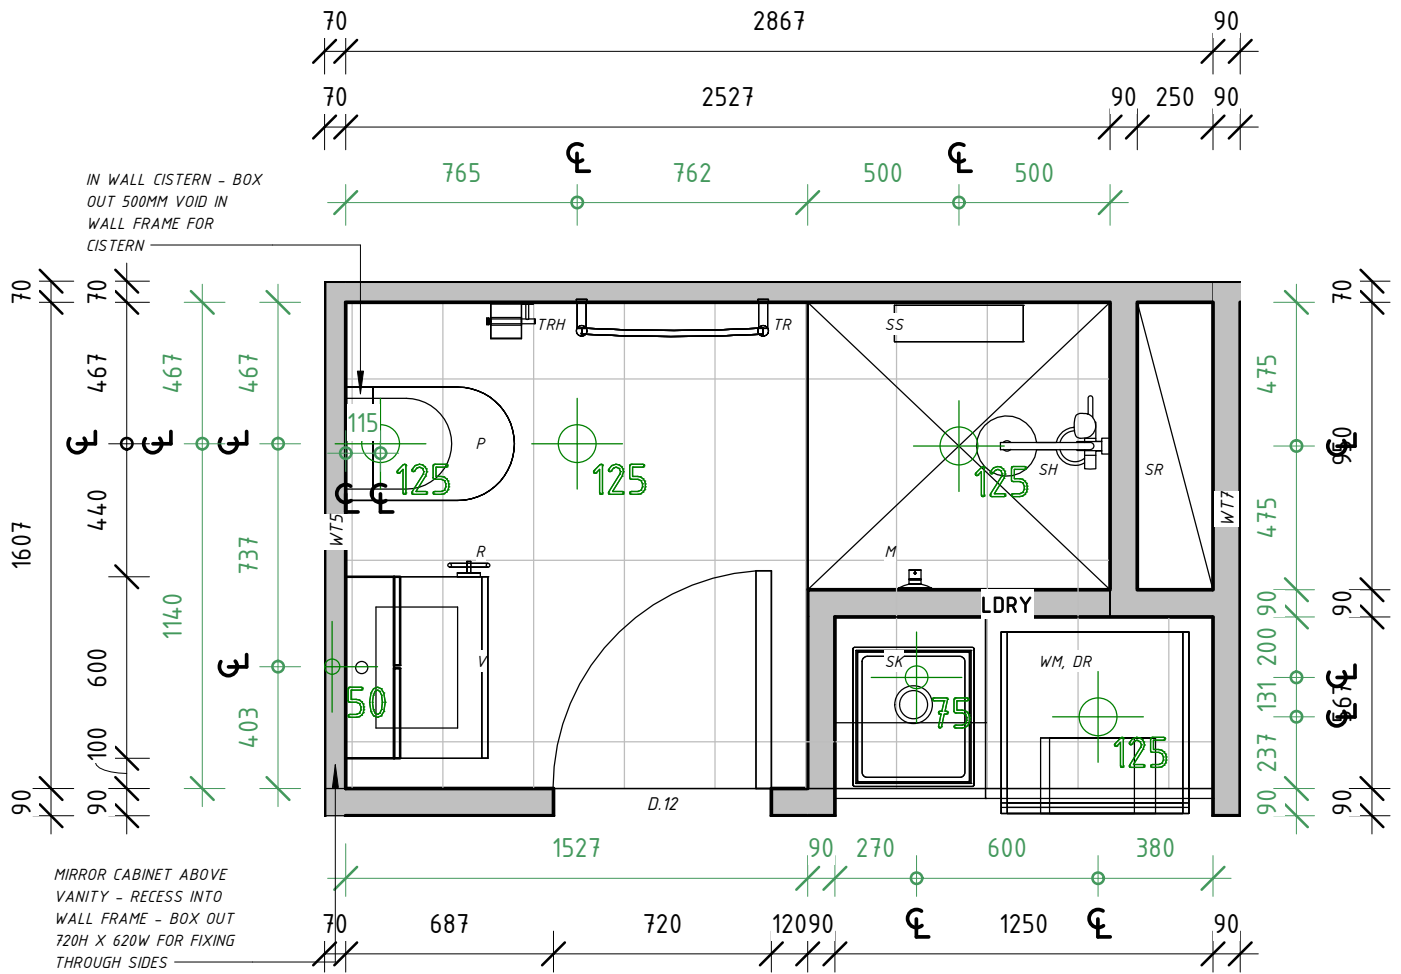 70 2867 90
70 2527 90 250 90
℄ ℄
765 762 500 500
IN WALL CISTERN - BOX
OUT 500MM VOID IN
WALL FRAME FOR
CISTERN
70 70 70
TRH TR SS
467 467 467 475
115
℄ ℄ ℄ P SH SR ℄
125 125 125
℄ ℄
440 475
1607 WT5 WT7
737 R M
1140 90 LDRY 90
600 ℄ V SK WM, DR 200 ℄
50 75 131 ℄
403 125
100 237
90 90 D.12 90 90
1527 90 270 600 380
MIRROR CABINET ABOVE
VANITY - RECESS INTO
WALL FRAME - BOX OUT
720H X 620W FOR FIXING
THROUGH SIDES
70 687 720 120 90 ℄ 1250 ℄ 90